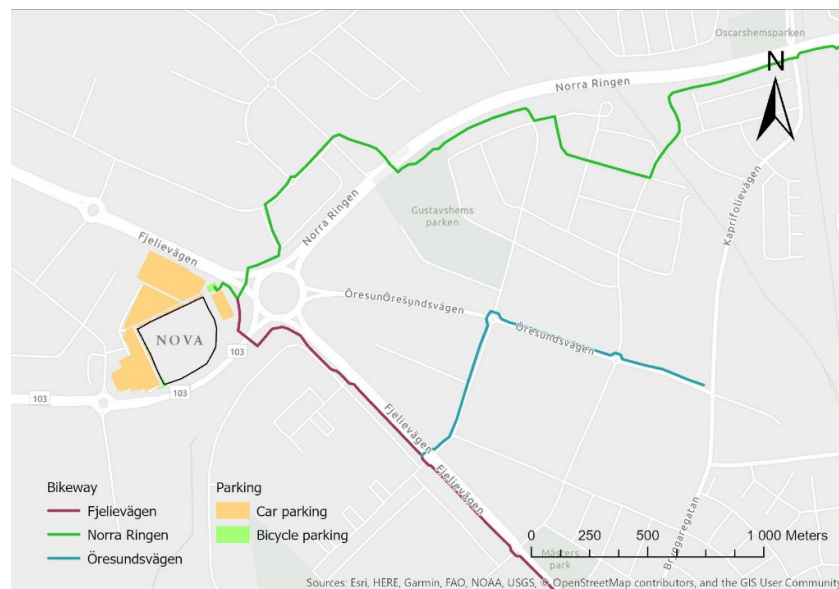 Oscarshemsparken
N
Norra Ringen
Gustavshems
parken
Kaprifolievägen
Norra Ringen
Fjelievägen
ÖresunÖresundsvägen
Öresundsvägen
NOVA
103
103
103
Fjelievägen
Fjelievägen
Mästers
park
Bikeway
Fjelievägen
Norra Ringen
Öresundsvägen
Parking
Car parking
Bicycle parking
0 250 500 1 000 Meters
Sources: Esri, HERE, Garmin, FAO, NOAA, USGS, © OpenStreetMap contributors, and the GIS User Community